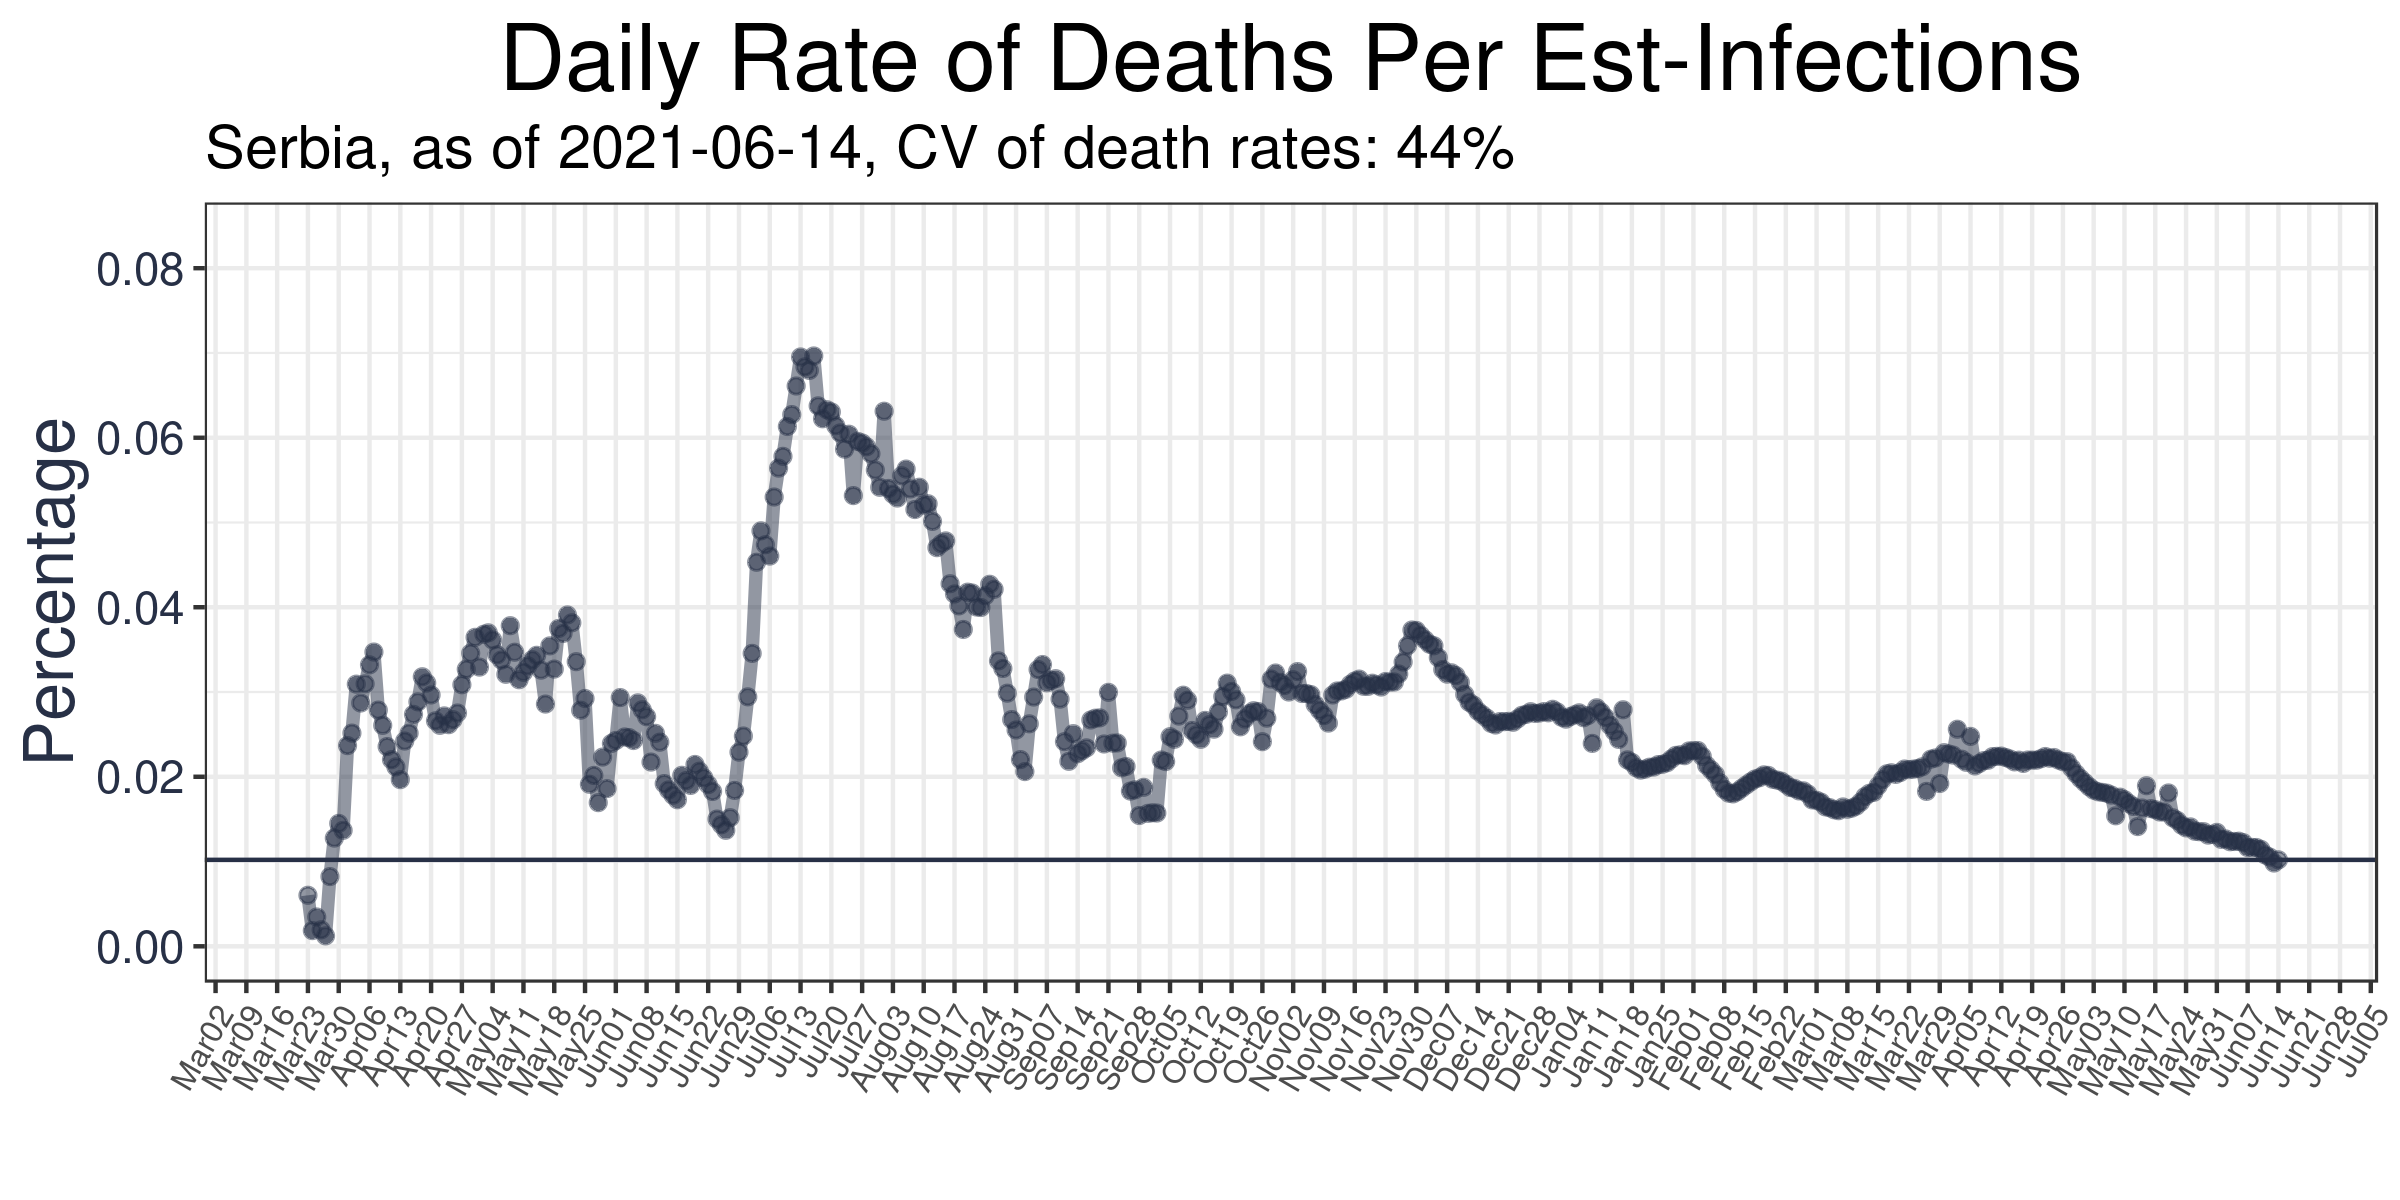 Daily Rate of Deaths Per Est-Infections
Serbia, as of 2021-06-14, CV of death rates: 44%
Percentage
0.08
0.06
0.04
0.02
0.00
Mar02
Mar09
Mar16
Mar23
Mar30
Apr06
Apr13
Apr20
Apr27
May04
May11
May18
May25
Jun01
Jun08
Jun15
Jun22
Jun29
Jul06
Jul13
Jul20
Jul27
Aug03
Aug10
Aug17
Aug24
Aug31
Sep07
Sep14
Sep21
Sep28
Oct05
Oct12
Oct19
Oct26
Nov02
Nov09
Nov16
Nov23
Nov30
Dec07
Dec14
Dec21
Dec28
Jan04
Jan11
Jan18
Jan25
Feb01
Feb08
Feb15
Feb22
Mar01
Mar08
Mar15
Mar22
Mar29
Apr05
Apr12
Apr19
Apr26
May03
May10
May17
May24
May31
Jun07
Jun14
Jun21
Jun28
Jul05